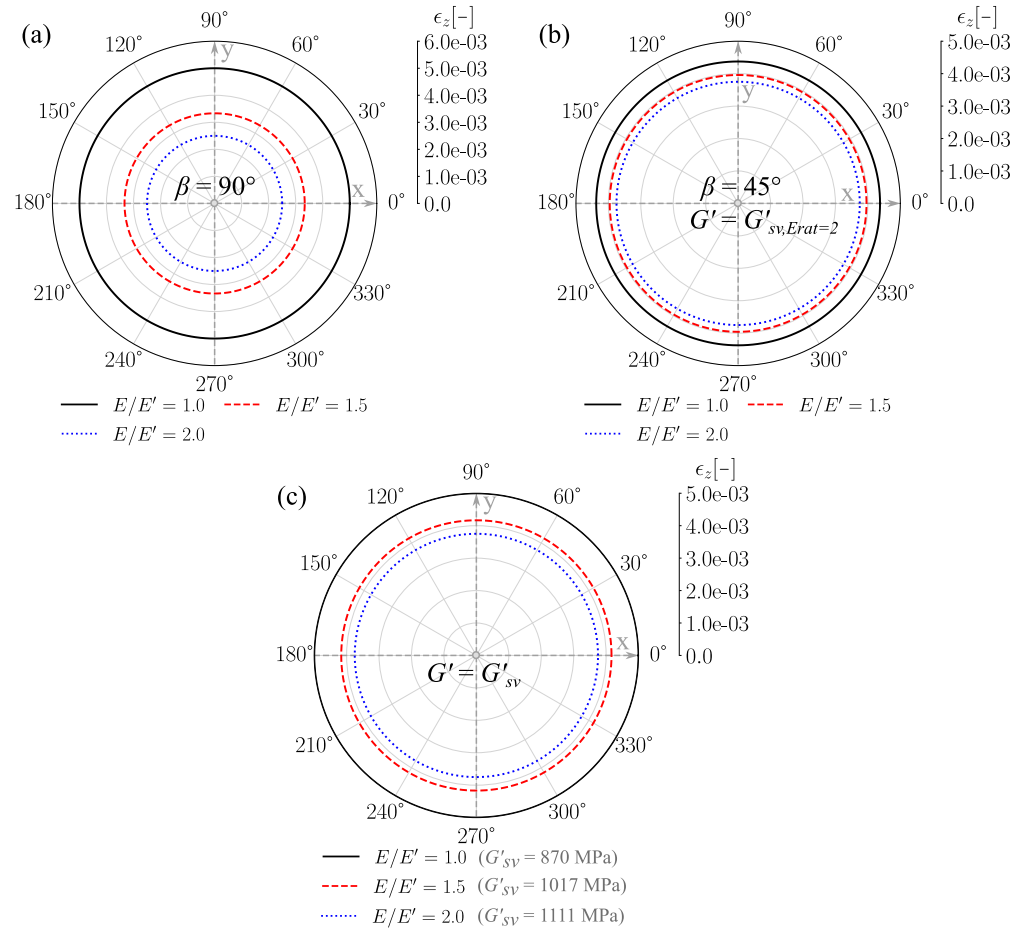 (a)
90°
120°
60°
y
150°
30°
180°
x
0°
β = 90°
210°
330°
240°
300°
270°
ϵz[−]
6.0e-03
5.0e-03
4.0e-03
3.0e-03
2.0e-03
1.0e-03
0.0
E/E′ = 1.0
E/E′ = 1.5
E/E′ = 2.0
(b)
90°
120°
60°
y
150°
30°
180°
x
0°
β = 45°
G′ = G′sv,Erat=2
210°
330°
240°
300°
270°
ϵz[−]
5.0e-03
4.0e-03
3.0e-03
2.0e-03
1.0e-03
0.0
E/E′ = 1.0
E/E′ = 1.5
E/E′ = 2.0
(c)
90°
120°
60°
y
150°
30°
180°
x
0°
G′ = G′sv
210°
330°
240°
300°
270°
ϵz[−]
5.0e-03
4.0e-03
3.0e-03
2.0e-03
1.0e-03
0.0
E/E′ = 1.0 (G′sv = 870 MPa)
E/E′ = 1.5 (G′sv = 1017 MPa)
E/E′ = 2.0 (G′sv = 1111 MPa)